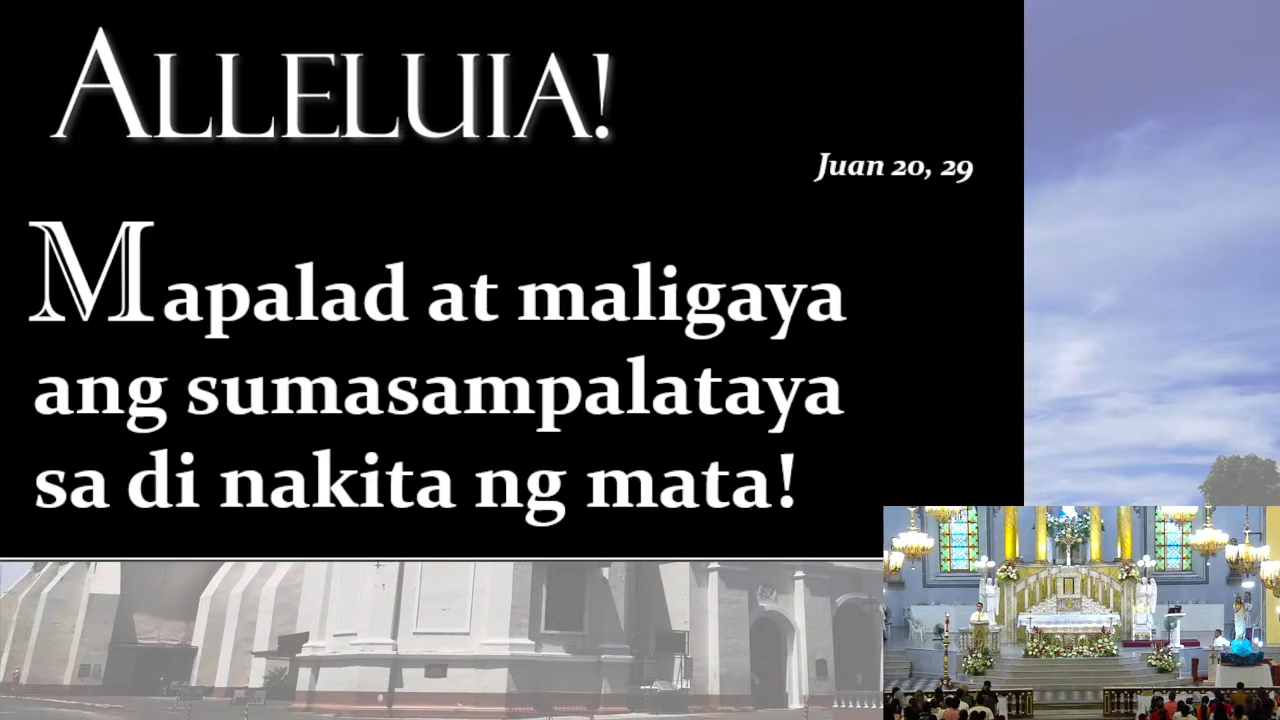 ALLELUIA!
Juan 20, 29
Mapalad at maligaya
ang sumasampalataya
sa di nakita ng mata!